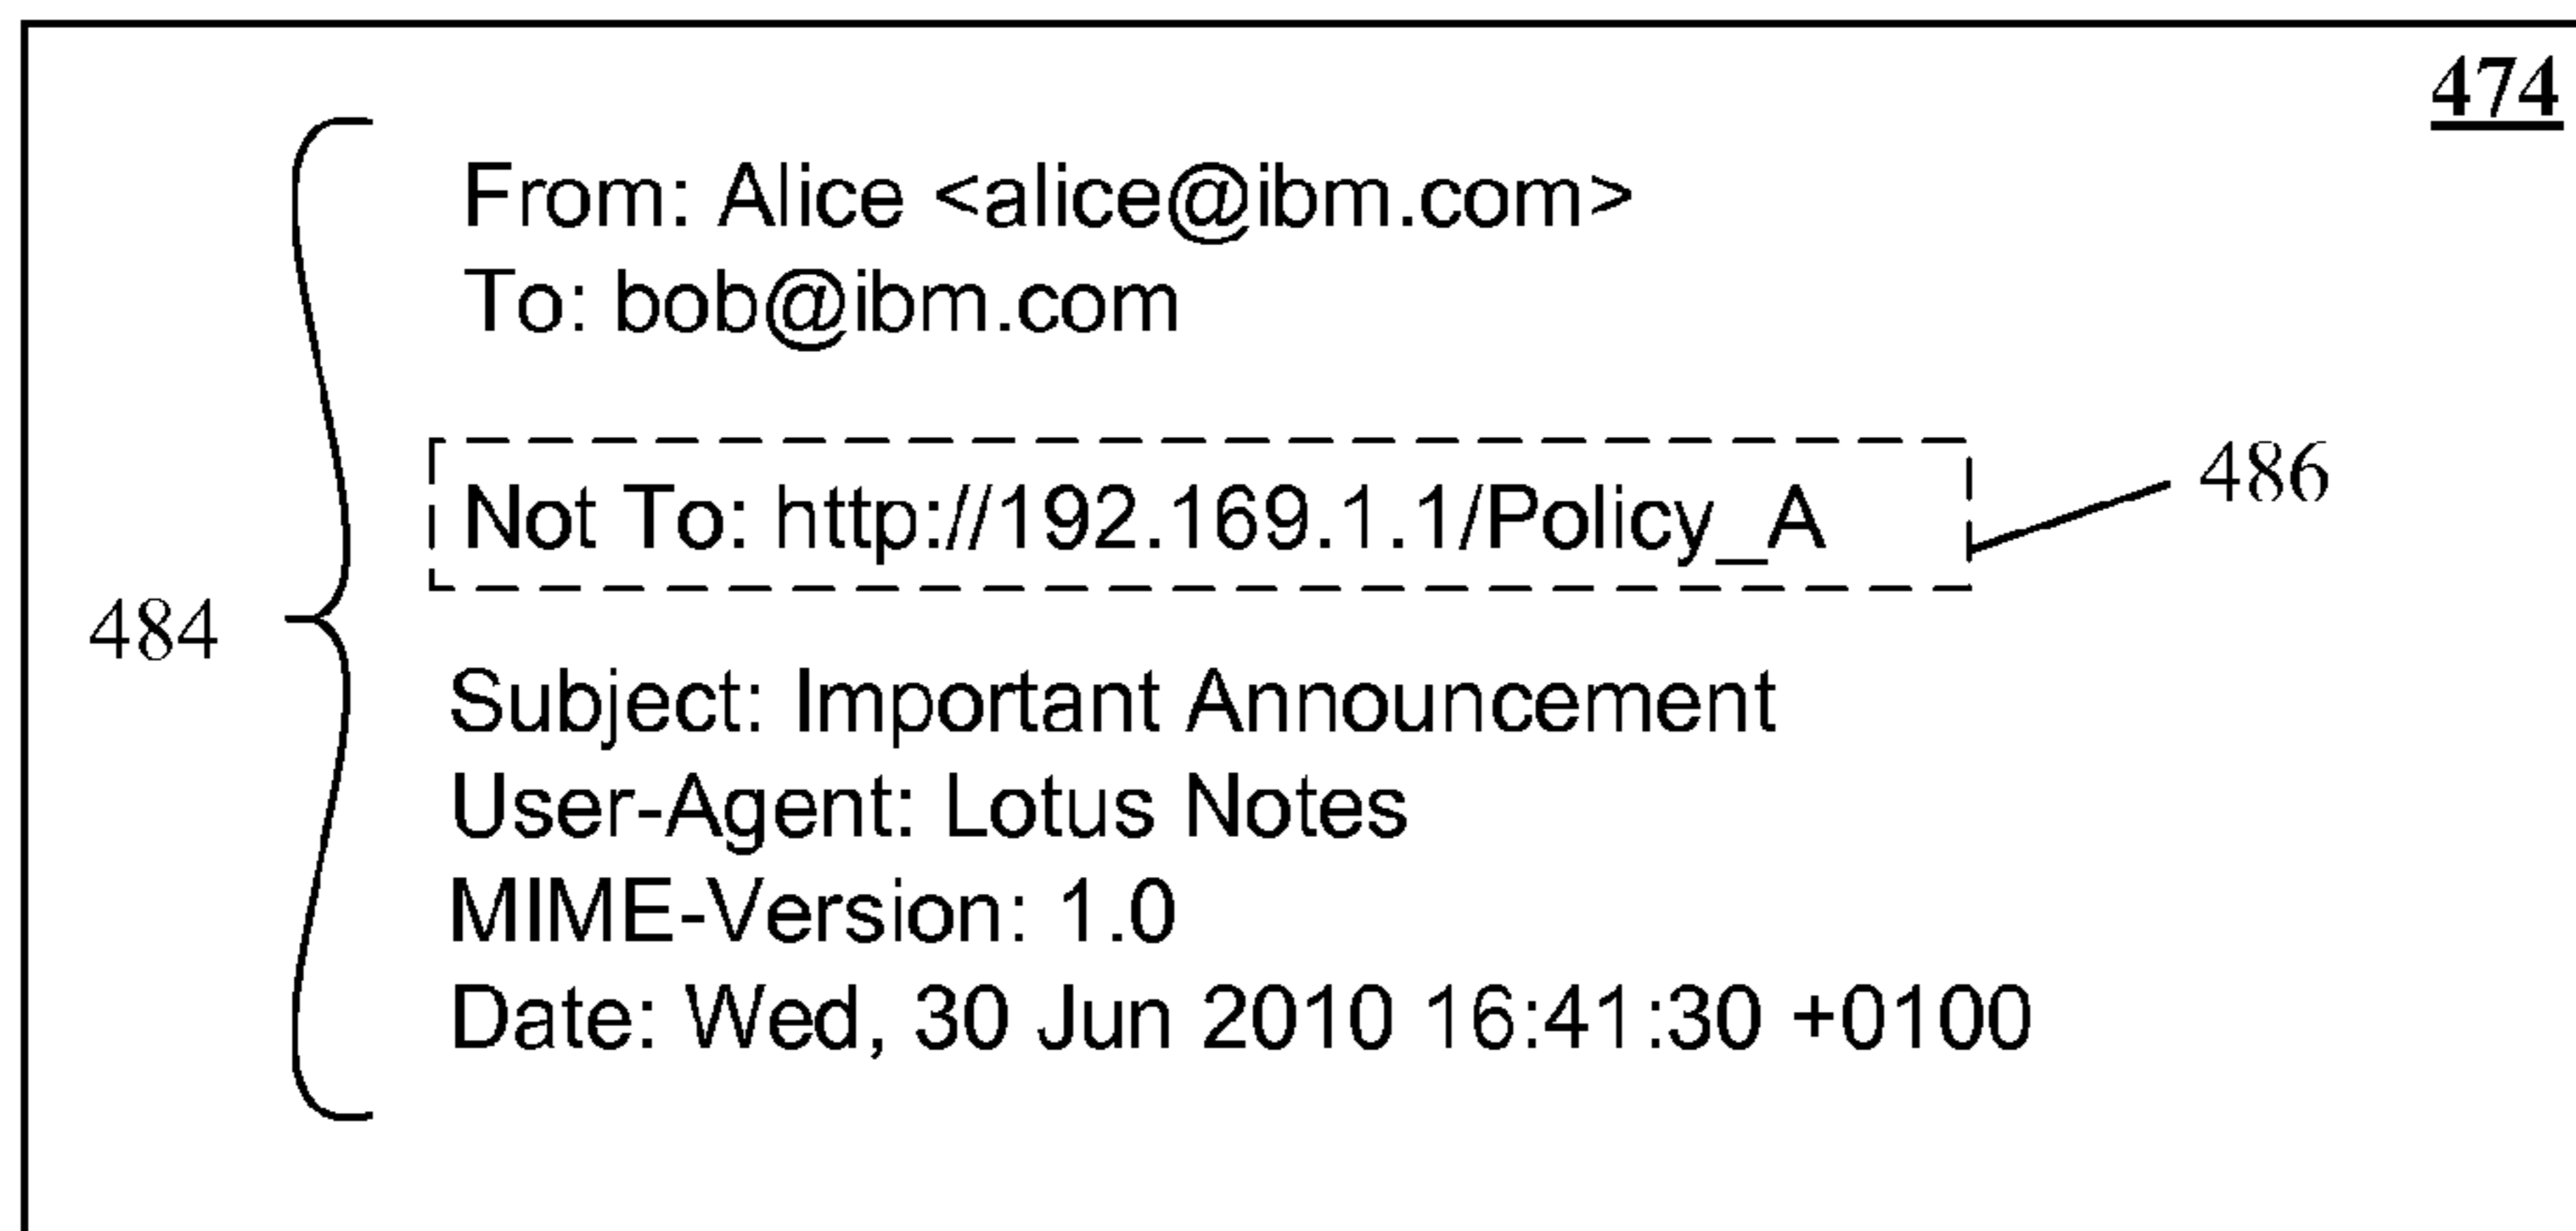 474
From: Alice <alice@ibm.com>
To: bob@ibm.com
Not To: http://192.169.1.1/Policy_A
486
484
Subject: Important Announcement
User-Agent: Lotus Notes
MIME-Version: 1.0
Date: Wed, 30 Jun 2010 16:41:30 +0100